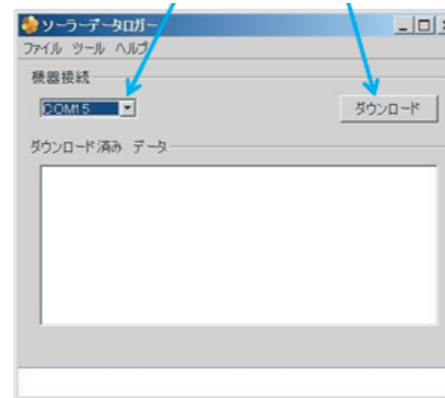 ソーラーデータロガー
ファイル ツール ヘルプ
機器接続
COM15
ダウンロード
ダウンロード済み データ